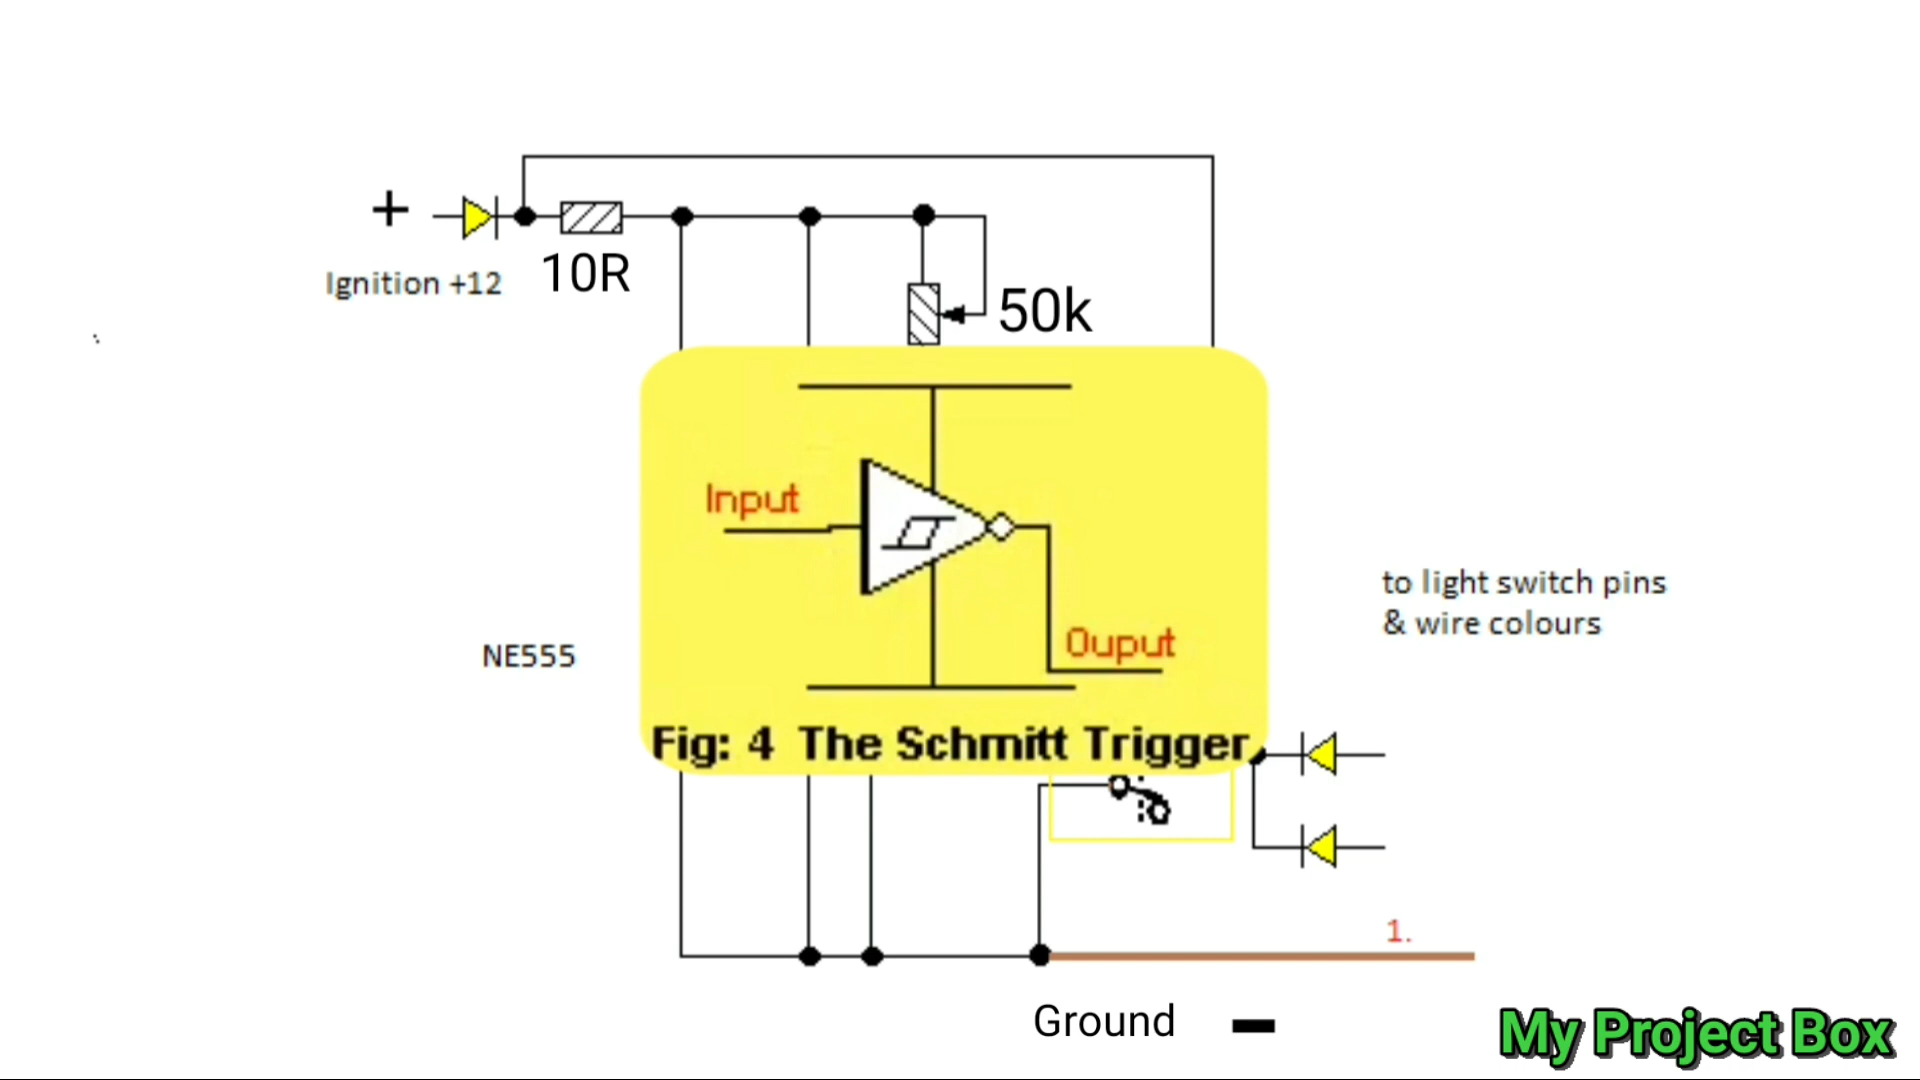 +
Ignition +12
10R
50k
Input
Ouput
NE555
to light switch pins
& wire colours
Fig: 4 The Schmitt Trigger
1.
Ground -
My Project Box